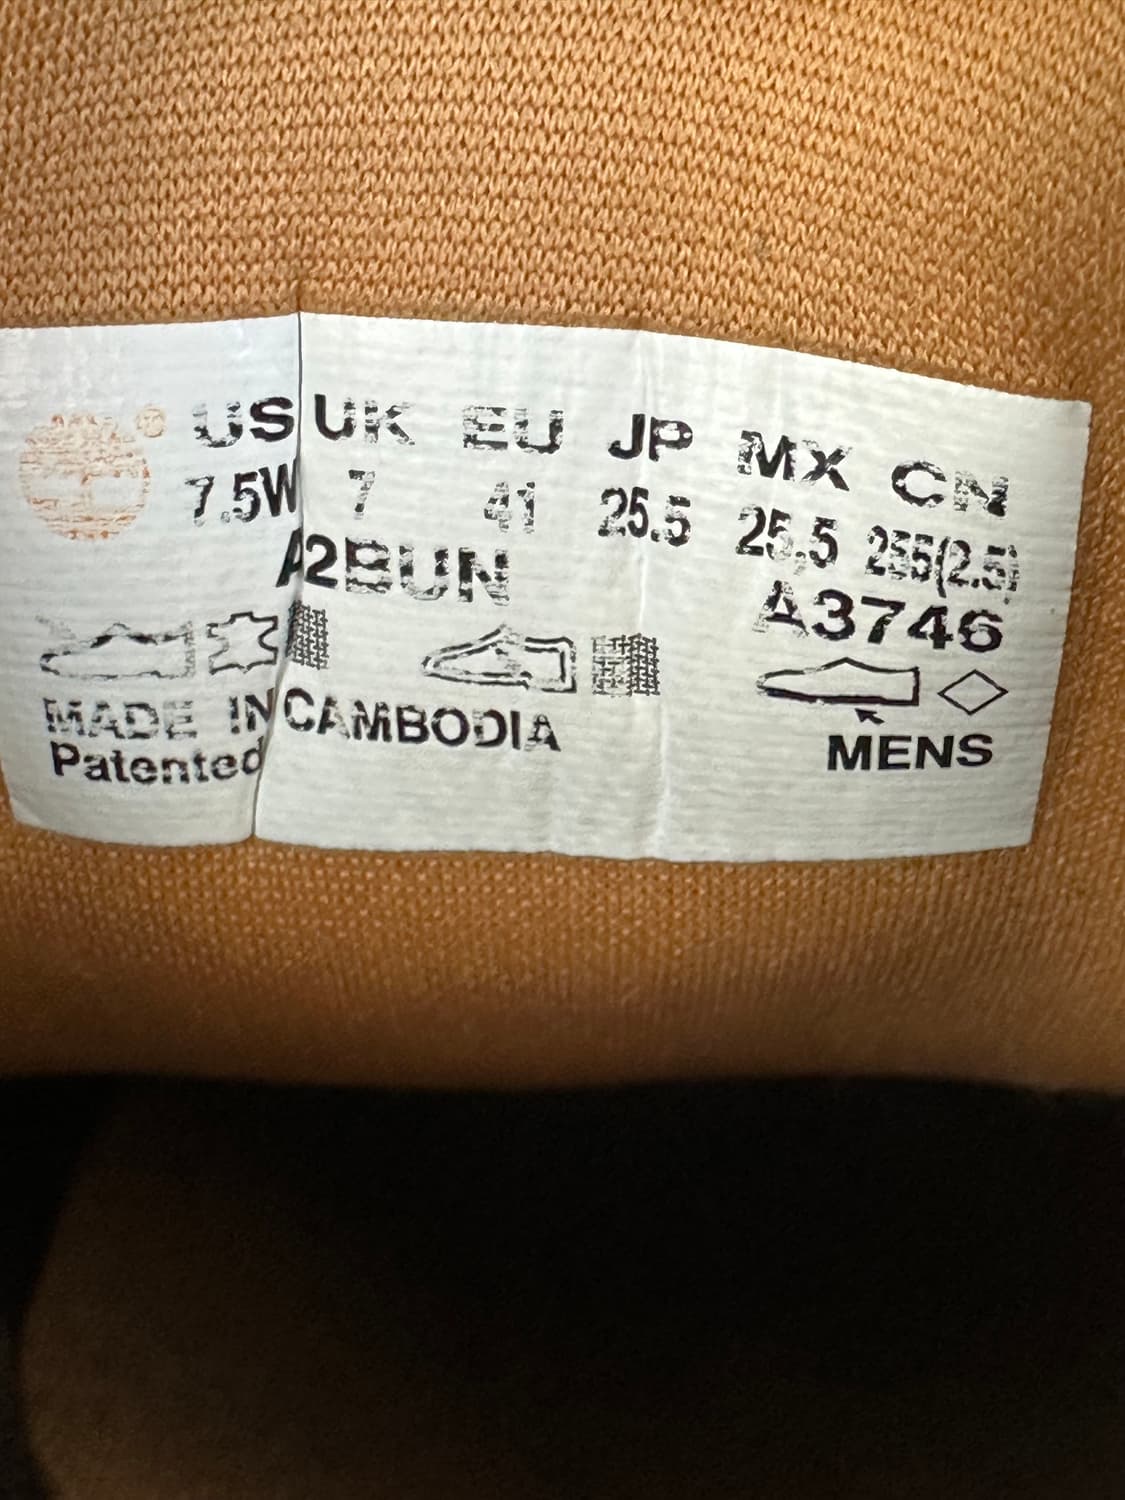 US UK EU JP MX CN
7.5W 7 41 25.5 25.5 255(2.5)
A2BUN
A3746
MADE IN CAMBODIA
Patented
MENS